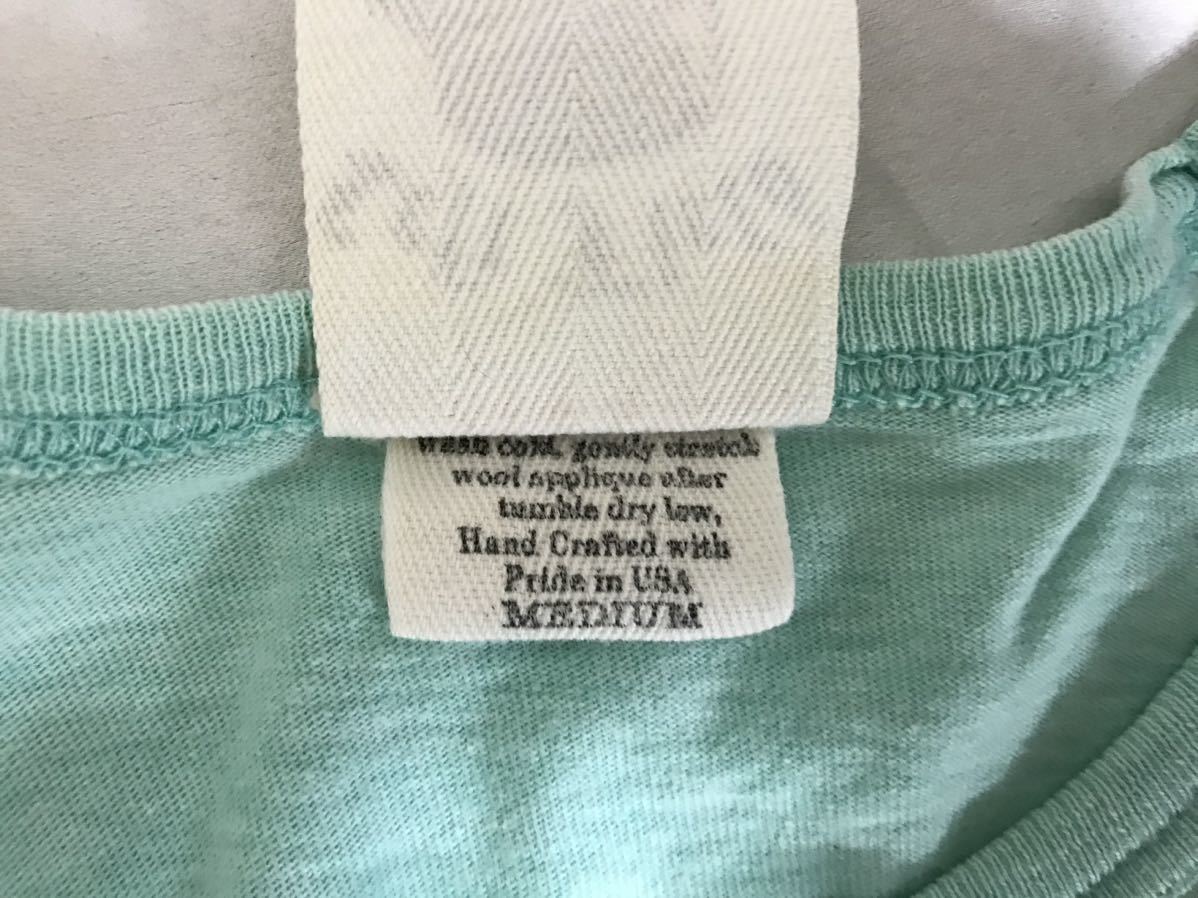 wash cold, gently stretch
wool applique after
tumble dry low,
Hand Crafted with
Pride in USA
MEDIUM